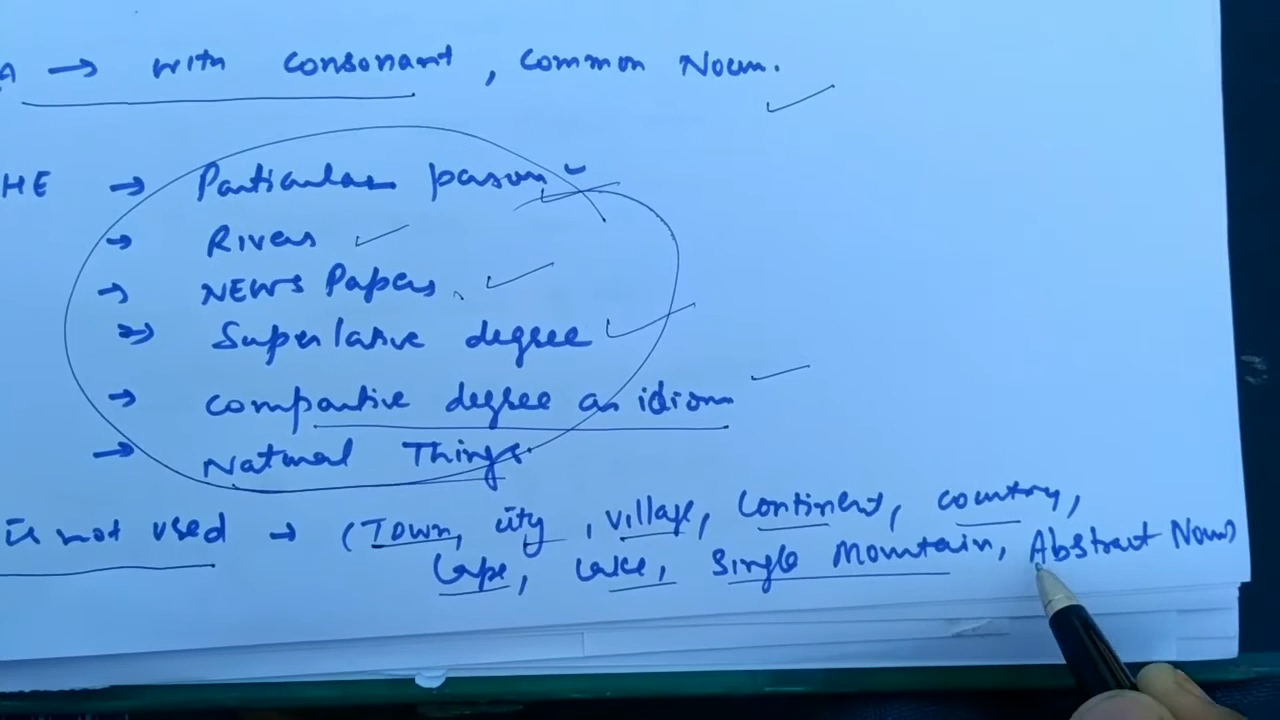 A → with consonant, common Noun.
HE → Particular person
→ Rivers
→ NEWS Papers
→ Superlative degree
→ comparative degree as idiom
→ Natural Things
is not used → (Town, city, village, continent, country,
Cape, Lake, Single Mountain, Abstract Noun)